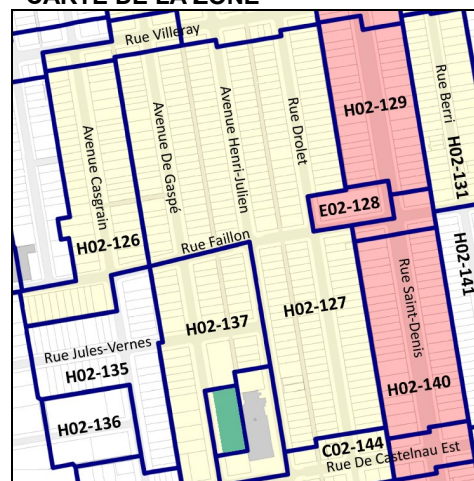 CARTE DE LA ZONE
Rue Villeray
Avenue Casgrain
Avenue De Gaspé
Avenue Henri-Julien
Rue Drolet
H02-129
Rue Berri
H02-131
E02-128
H02-126
Rue Faillon
H02-141
H02-137
H02-127
Rue Saint-Denis
Rue Jules-Vernes
H02-135
H02-140
H02-136
C02-144
Rue De Castelnau Est